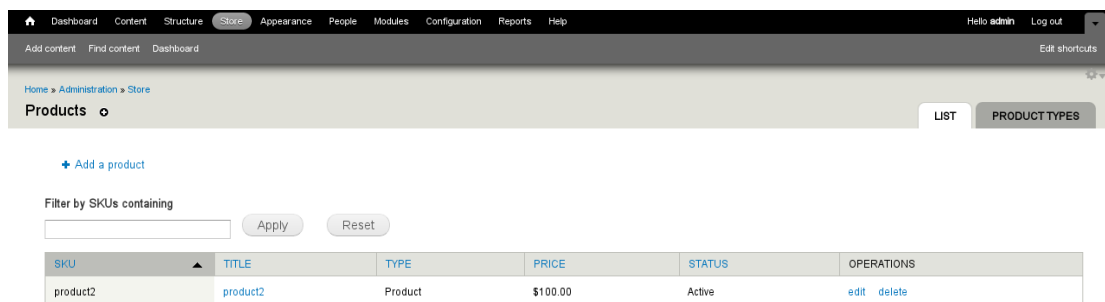 Dashboard Content Structure Store Appearance People Modules Configuration Reports Help Hello admin Log out
Add content Find content Dashboard Edit shortcuts
Home » Administration » Store
Products
LIST PRODUCT TYPES
Add a product
Filter by SKUs containing
Apply Reset
SKU TITLE TYPE PRICE STATUS OPERATIONS
product2 product2 Product $100.00 Active edit delete